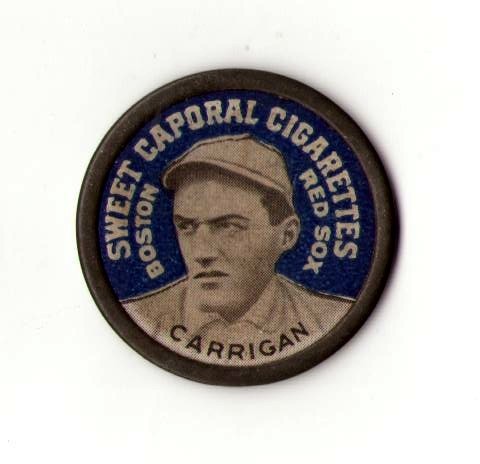 SWEET CAPORAL CIGARETTES
BOSTON
RED SOX
CARRIGAN